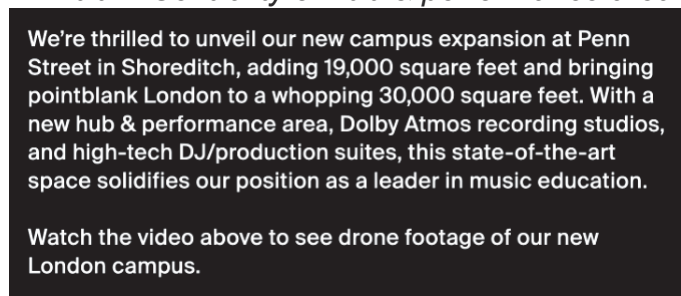 We're thrilled to unveil our new campus expansion at Penn
Street in Shoreditch, adding 19,000 square feet and bringing
pointblank London to a whopping 30,000 square feet. With a
new hub & performance area, Dolby Atmos recording studios,
and high-tech DJ/production suites, this state-of-the-art
space solidifies our position as a leader in music education.
Watch the video above to see drone footage of our new
London campus.